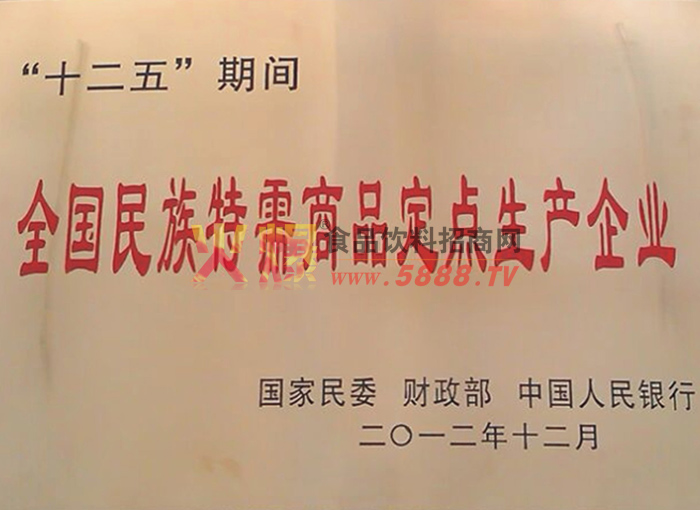 “十二五”期间
全国民族特需商品定点生产企业
火爆食品饮料招商网
www.5888.TV
国家民委 财政部 中国人民银行
二〇一二年十二月